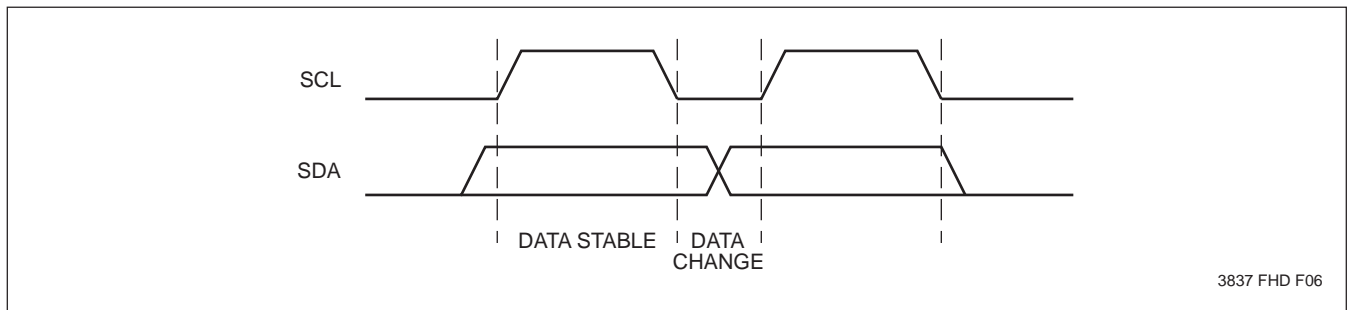 SCL
SDA
DATA STABLE
DATA
CHANGE
3837 FHD F06